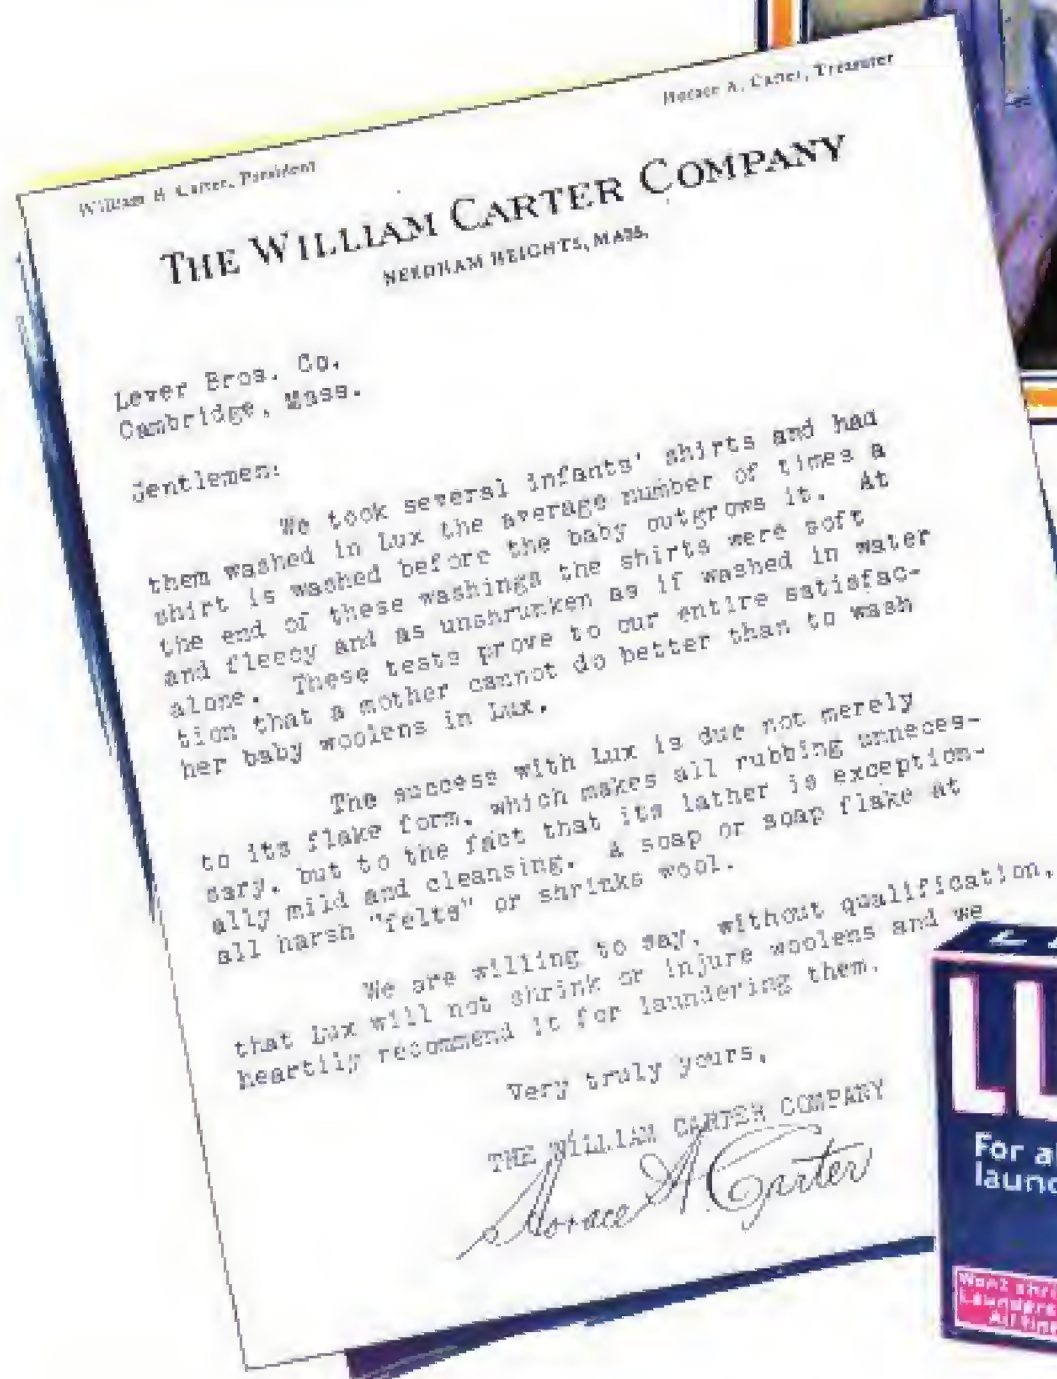 William H. Carter, President
Horace A. Carter, Treasurer
THE WILLIAM CARTER COMPANY
NEEDHAM HEIGHTS, MASS.
Lever Bros. Co.
Cambridge, Mass.
Gentlemen:
We took several infants' shirts and had
them washed in Lux the average number of times a
shirt is washed before the baby outgrows it. At
the end of these washings the shirts were soft
and fleecy and as unshrunken as if washed in water
alone. These tests prove to our entire satisfac-
tion that a mother cannot do better than to wash
her baby woolens in Lux.
The success with Lux is due not merely
to its flake form, which makes all rubbing unneces-
sary, but to the fact that its lather is exception-
ally mild and cleansing. A soap or soap flake at
all harsh "felts" or shrinks wool.
We are willing to say, without qualification,
that Lux will not shrink or injure woolens and we
heartily recommend it for laundering them.
Very truly yours,
THE WILLIAM CARTER COMPANY
Horace A. Carter
LU
For al
laund
Won't shri